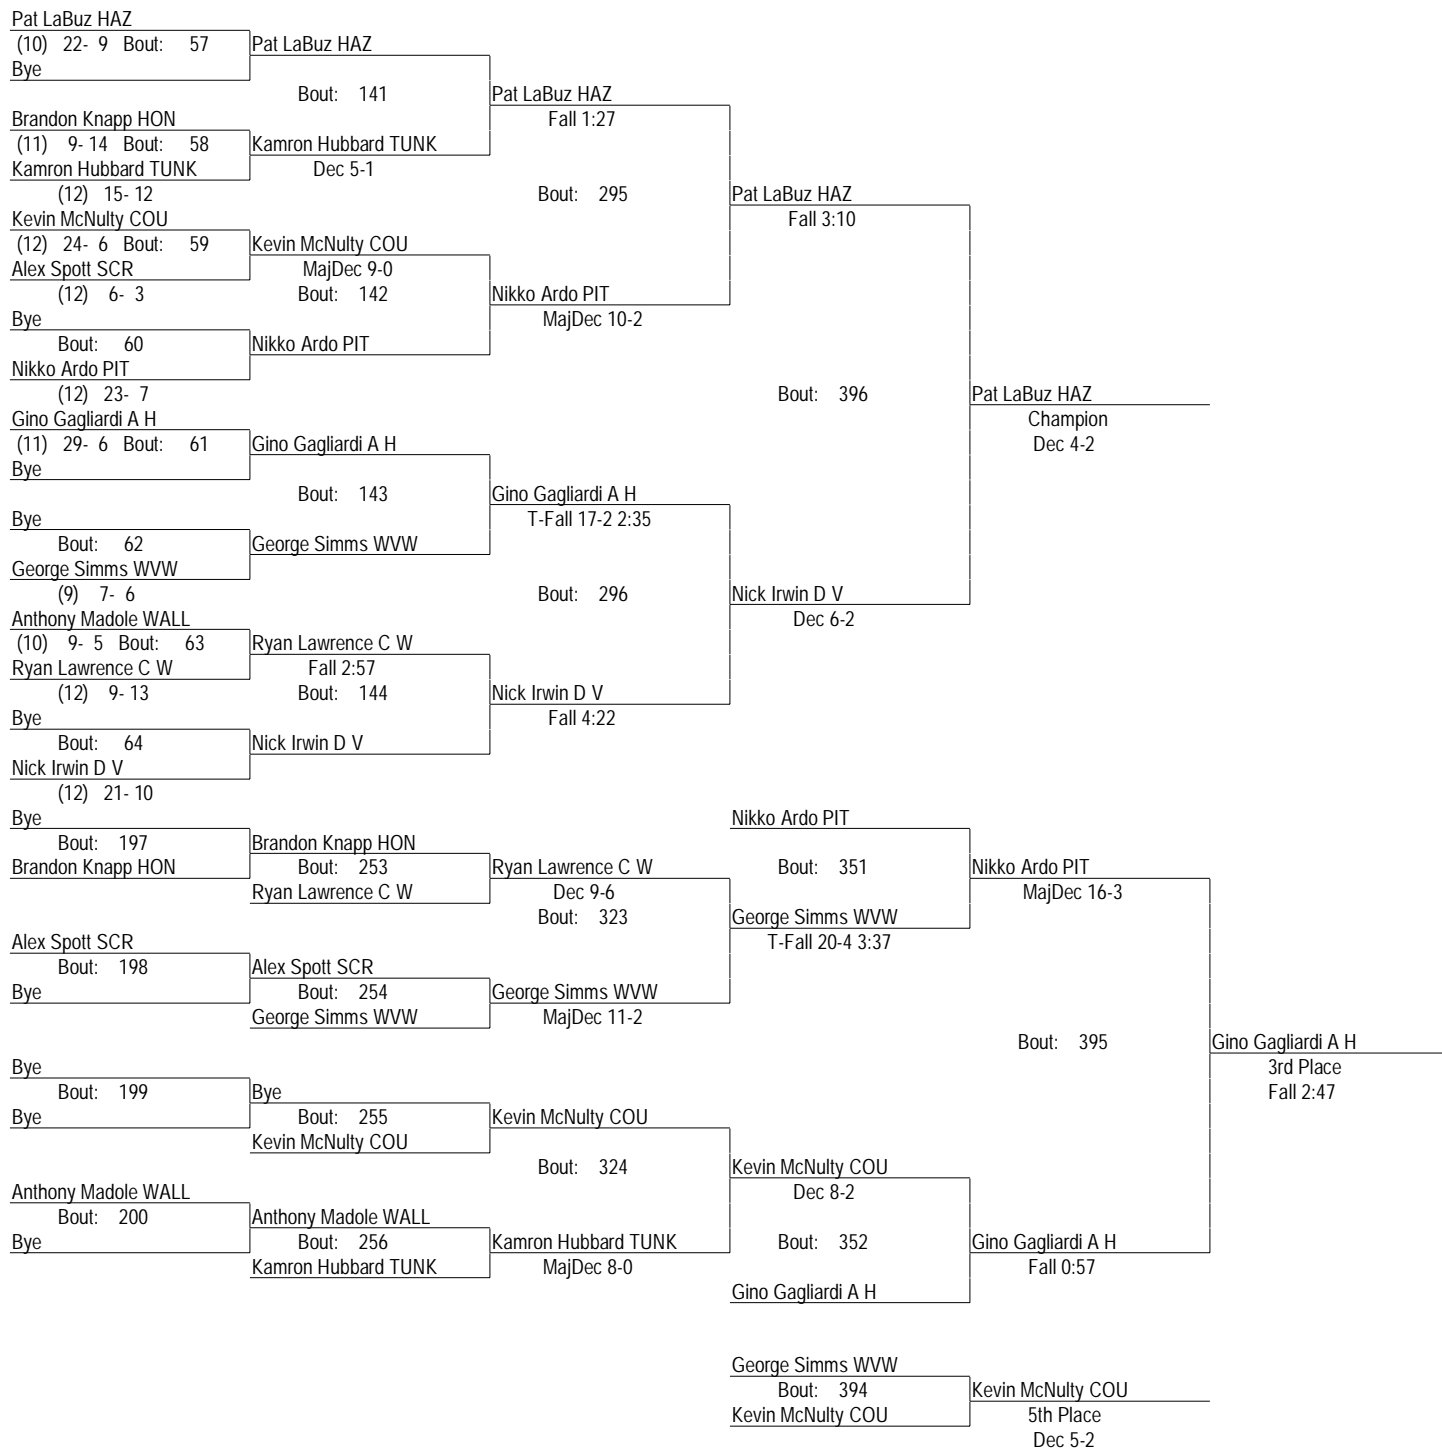 Pat LaBuz HAZ
(10) 22- 9 Bout: 57 Pat LaBuz HAZ
Bye
Bout: 141 Pat LaBuz HAZ
Brandon Knapp HON Fall 1:27
(11) 9- 14 Bout: 58 Kamron Hubbard TUNK
Kamron Hubbard TUNK Dec 5-1
(12) 15- 12 Bout: 295 Pat LaBuz HAZ
Kevin McNulty COU Fall 3:10
(12) 24- 6 Bout: 59 Kevin McNulty COU
Alex Spott SCR MajDec 9-0
(12) 6- 3 Bout: 142 Nikko Ardo PIT
Bye MajDec 10-2
Bout: 60 Nikko Ardo PIT
Nikko Ardo PIT
(12) 23- 7 Bout: 396 Pat LaBuz HAZ
Gino Gagliardi A H Champion
(11) 29- 6 Bout: 61 Gino Gagliardi A H Dec 4-2
Bye
Bout: 143 Gino Gagliardi A H
Bye T-Fall 17-2 2:35
Bout: 62 George Simms WVW
George Simms WVW
(9) 7- 6 Bout: 296 Nick Irwin D V
Anthony Madole WALL Dec 6-2
(10) 9- 5 Bout: 63 Ryan Lawrence C W
Ryan Lawrence C W Fall 2:57
(12) 9- 13 Bout: 144 Nick Irwin D V
Bye Fall 4:22
Bout: 64 Nick Irwin D V
Nick Irwin D V
(12) 21- 10
Bye Nikko Ardo PIT
Bout: 197 Brandon Knapp HON
Brandon Knapp HON Bout: 253 Ryan Lawrence C W Bout: 351 Nikko Ardo PIT
Ryan Lawrence C W Dec 9-6 MajDec 16-3
Bout: 323 George Simms WVW
Alex Spott SCR T-Fall 20-4 3:37
Bout: 198 Alex Spott SCR
Bye Bout: 254 George Simms WVW
George Simms WVW MajDec 11-2
Bout: 395 Gino Gagliardi A H
Bye 3rd Place
Bout: 199 Bye Fall 2:47
Bye Bout: 255 Kevin McNulty COU
Kevin McNulty COU
Bout: 324 Kevin McNulty COU
Anthony Madole WALL Dec 8-2
Bout: 200 Anthony Madole WALL
Bye Bout: 256 Kamron Hubbard TUNK Bout: 352 Gino Gagliardi A H
Kamron Hubbard TUNK MajDec 8-0 Fall 0:57
Gino Gagliardi A H
George Simms WVW
Bout: 394 Kevin McNulty COU
Kevin McNulty COU 5th Place
Dec 5-2